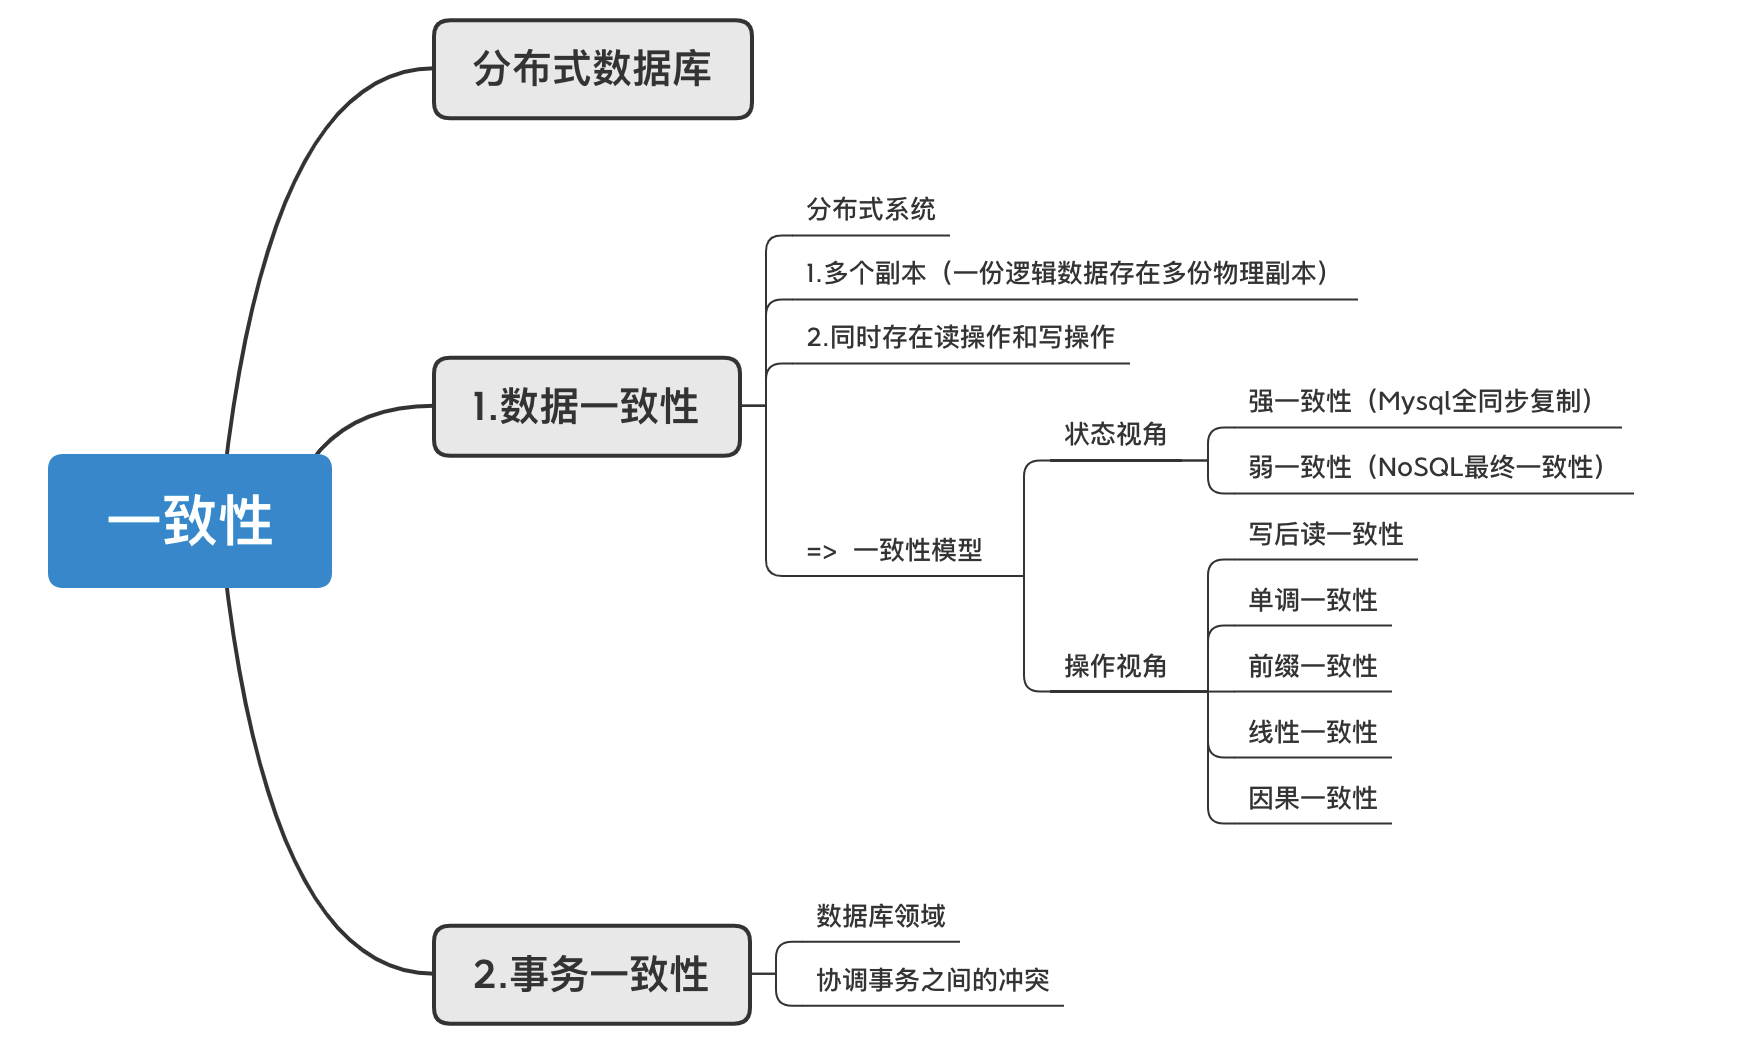 分布式数据库
分布式系统
1.多个副本（一份逻辑数据存在多份物理副本）
2.同时存在读操作和写操作
1.数据一致性
强一致性（Mysql全同步复制）
状态视角
弱一致性（NoSQL最终一致性）
一致性
写后读一致性
=> 一致性模型
单调一致性
操作视角
前缀一致性
线性一致性
因果一致性
数据库领域
2.事务一致性
协调事务之间的冲突